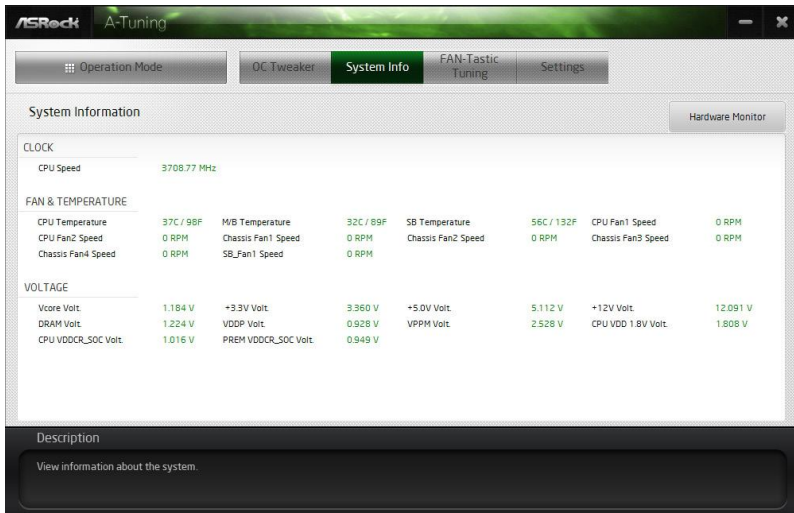 ASRock A-Tuning
Operation Mode OC Tweaker System Info FAN-Tastic Tuning Settings
System Information
Hardware Monitor
CLOCK
CPU Speed 3708.77 MHz
FAN & TEMPERATURE
CPU Temperature 37C / 98F M/B Temperature 32C / 89F SB Temperature 56C / 132F CPU Fan1 Speed 0 RPM
CPU Fan2 Speed 0 RPM Chassis Fan1 Speed 0 RPM Chassis Fan2 Speed 0 RPM Chassis Fan3 Speed 0 RPM
Chassis Fan4 Speed 0 RPM SB_Fan1 Speed 0 RPM
VOLTAGE
Vcore Volt. 1.184 V +3.3V Volt. 3.360 V +5.0V Volt. 5.112 V +12V Volt. 12.091 V
DRAM Volt. 1.224 V VDDP Volt. 0.928 V VPPM Volt. 2.528 V CPU VDD 1.8V Volt. 1.808 V
CPU VDDCR_SOC Volt. 1.016 V PREM VDDCR_SOC Volt. 0.949 V
Description
View information about the system.